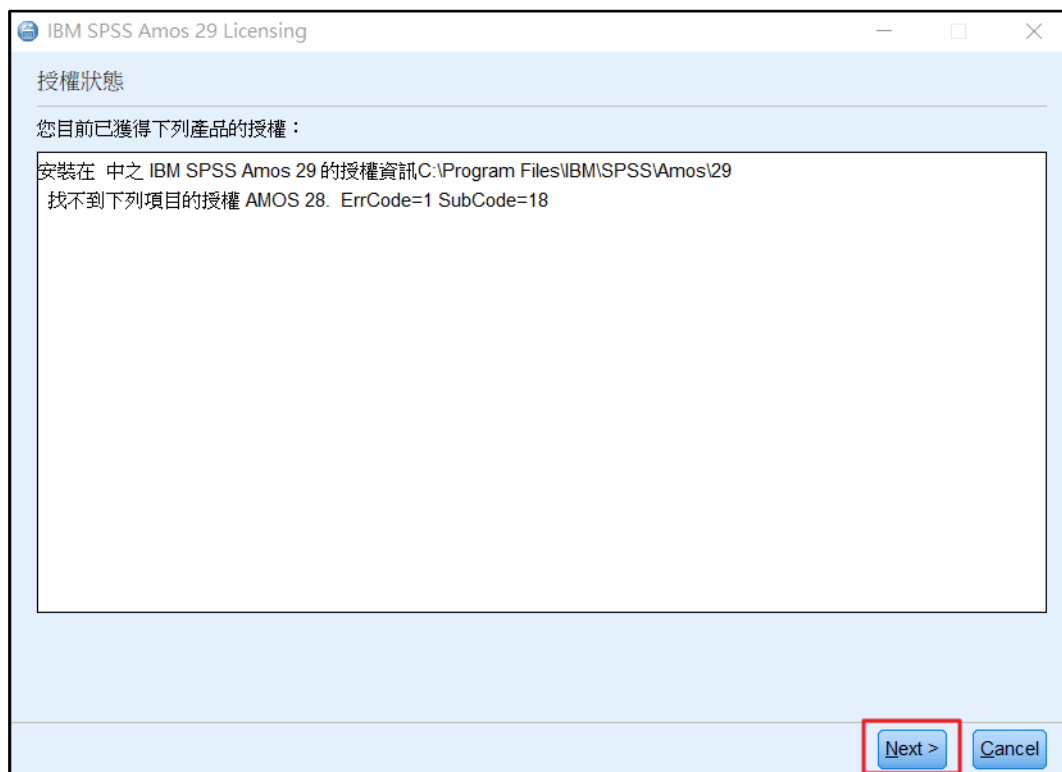 IBM SPSS Amos 29 Licensing
授權狀態
您目前已獲得下列產品的授權：
安裝在 中之 IBM SPSS Amos 29 的授權資訊C:\Program Files\IBM\SPSS\Amos\29
找不到下列項目的授權 AMOS 28. ErrCode=1 SubCode=18
Next >
Cancel